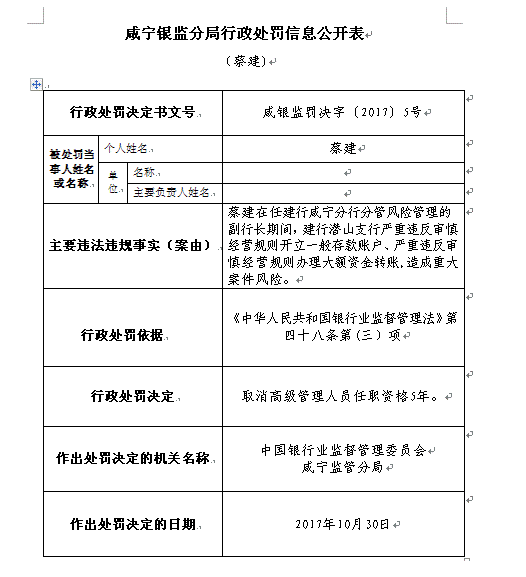 咸宁银监分局行政处罚信息公开表
(蔡建)
行政处罚决定书文号
咸银监罚决字〔2017〕5号
被处罚当
事人姓名
或名称
个人姓名
蔡建
单
位
名称
主要负责人姓名
主要违法违规事实（案由）
蔡建在任建行咸宁分行分管风险管理的
副行长期间，建行潜山支行严重违反审慎
经营规则开立一般存款账户、严重违反审
慎经营规则办理大额资金转账,造成重大
案件风险。
行政处罚依据
《中华人民共和国银行业监督管理法》第
四十八条第(三）项
行政处罚决定
取消高级管理人员任职资格5年。
作出处罚决定的机关名称
中国银行业监督管理委员会
咸宁监管分局
作出处罚决定的日期
2017年10月30日